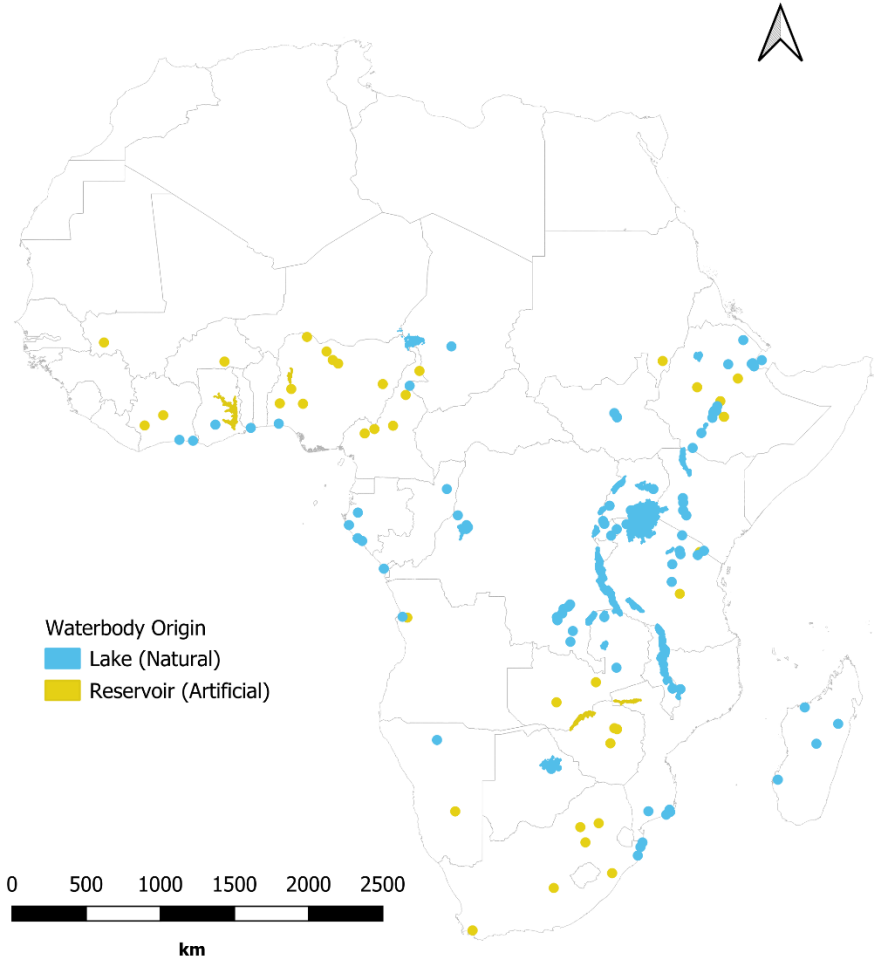 Waterbody Origin
Lake (Natural)
Reservoir (Artificial)
0 500 1000 1500 2000 2500
km